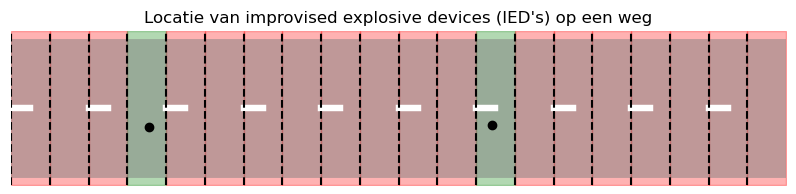 Locatie van improvised explosive devices (IED's) op een weg